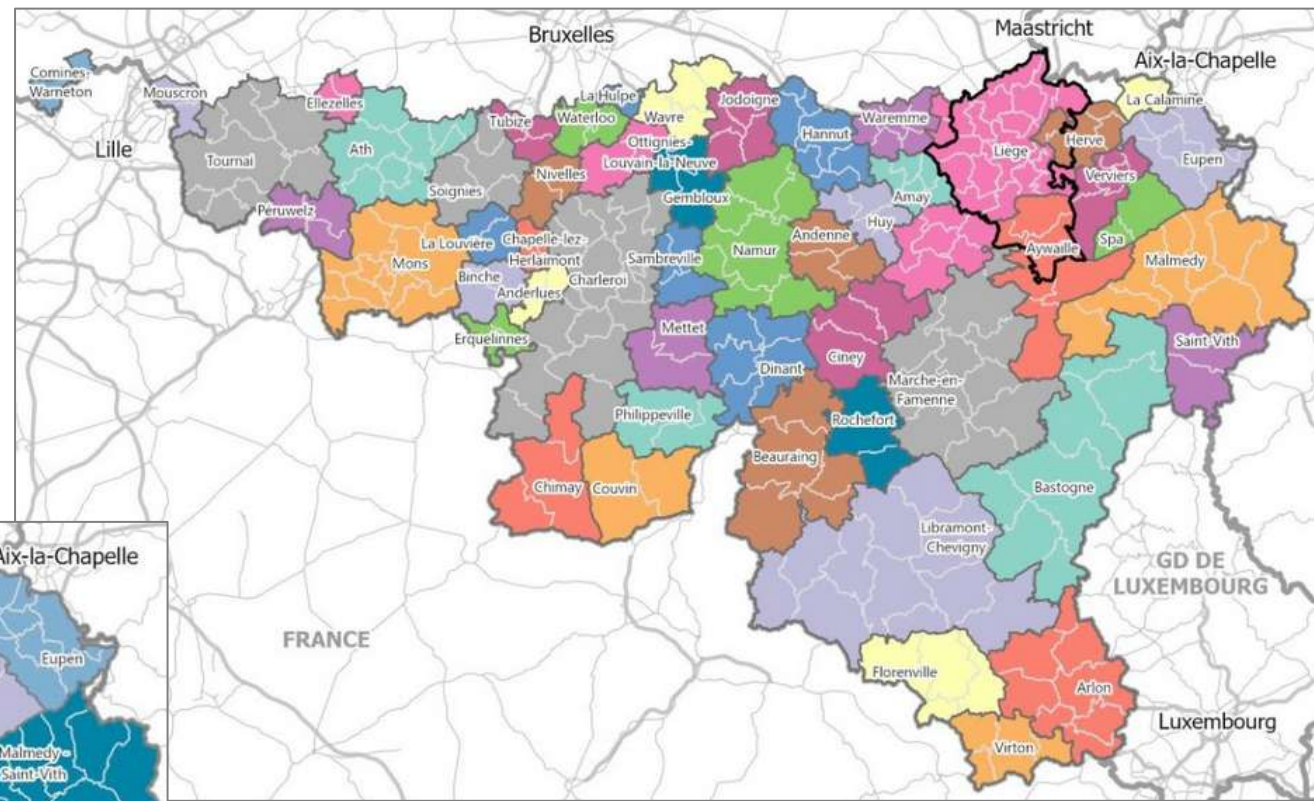 Bruxelles
Maastricht
Aix-la-Chapelle
Comines-
Warneton
Mouscron
Lille
Ellezelles
Tournai
Ath
Tubize
La Hulpe
Waterloo
Wavre
Jodoigne
Ottignies-
Louvain-la-Neuve
Hannut
Waremme
Liege
Herve
La Calamine
Eupen
Verviers
Soignies
Nivelles
Gembloux
Amay
Huy
Peruwelz
Mons
La Louvière
Chapelle-lez-
Herlaimont
Binche
Anderlues
Charleroi
Sambreville
Namur
Andenne
Aywaille
Spa
Malmedy
Erquelinnes
Mettet
Dinant
Ciney
Marche-en-
Famenne
Saint-Vith
Philippeville
Rochefort
Chimay
Couvin
Beauraing
Bastogne
Libramont-
Chevigny
GD DE
LUXEMBOURG
FRANCE
Florenville
Arlon
Virton
Luxembourg
Aix-la-Chapelle
Eupen
Malmedy -
Saint-Vith